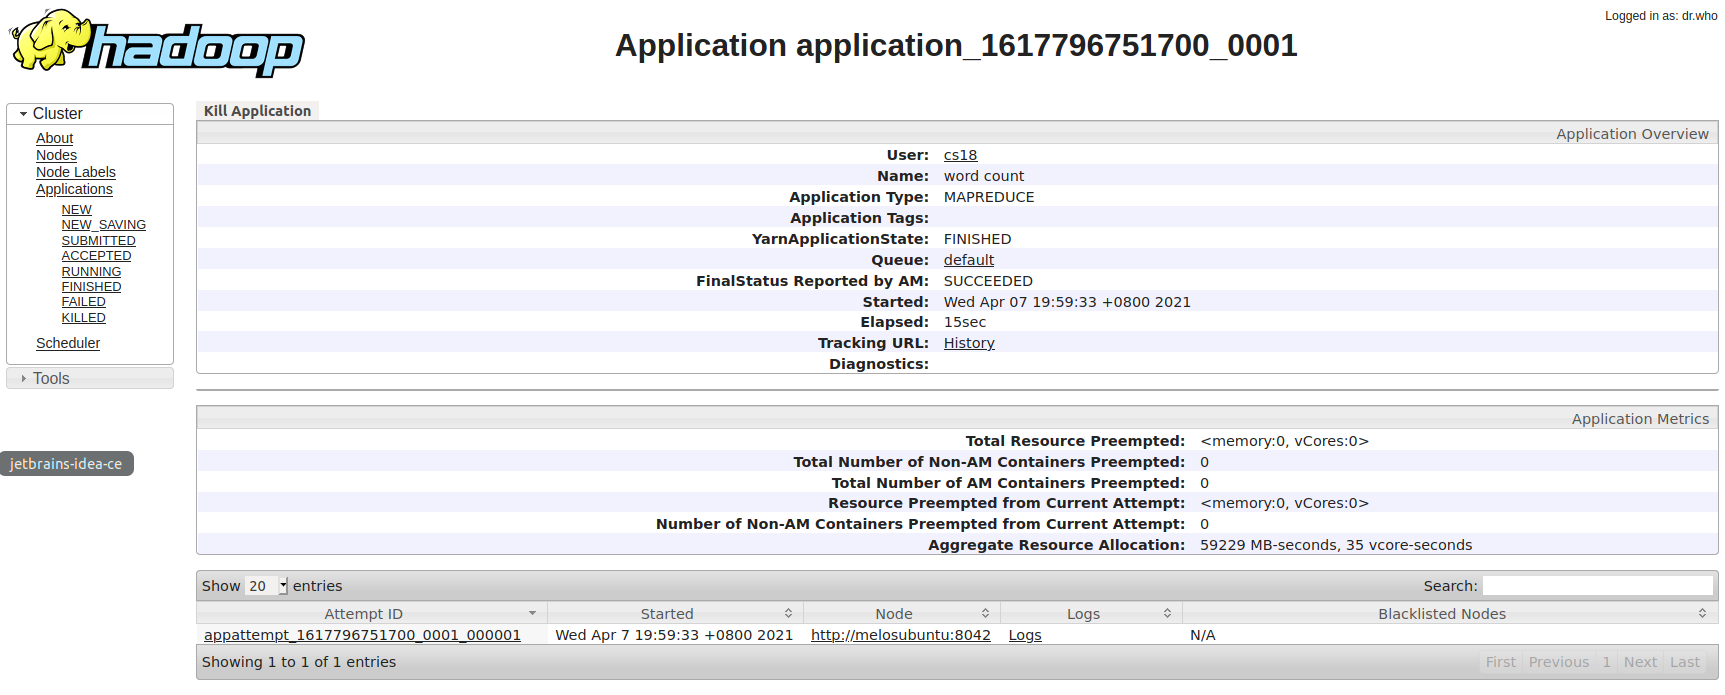 hadoop
Logged in as: dr.who
Application application_1617796751700_0001
Cluster
About
Nodes
Node Labels
Applications
NEW
NEW_SAVING
SUBMITTED
ACCEPTED
RUNNING
FINISHED
FAILED
KILLED
Scheduler
Tools
jetbrains-idea-ce
Kill Application
Application Overview
User: cs18
Name: word count
Application Type: MAPREDUCE
Application Tags:
YarnApplicationState: FINISHED
Queue: default
FinalStatus Reported by AM: SUCCEEDED
Started: Wed Apr 07 19:59:33 +0800 2021
Elapsed: 15sec
Tracking URL: History
Diagnostics:
Application Metrics
Total Resource Preempted: <memory:0, vCores:0>
Total Number of Non-AM Containers Preempted: 0
Total Number of AM Containers Preempted: 0
Resource Preempted from Current Attempt: <memory:0, vCores:0>
Number of Non-AM Containers Preempted from Current Attempt: 0
Aggregate Resource Allocation: 59229 MB-seconds, 35 vcore-seconds
Show 20 entries Search:
Attempt ID Started Node Logs Blacklisted Nodes
appattempt_1617796751700_0001_000001 Wed Apr 7 19:59:33 +0800 2021 http://melosubuntu:8042 Logs N/A
Showing 1 to 1 of 1 entries First Previous 1 Next Last